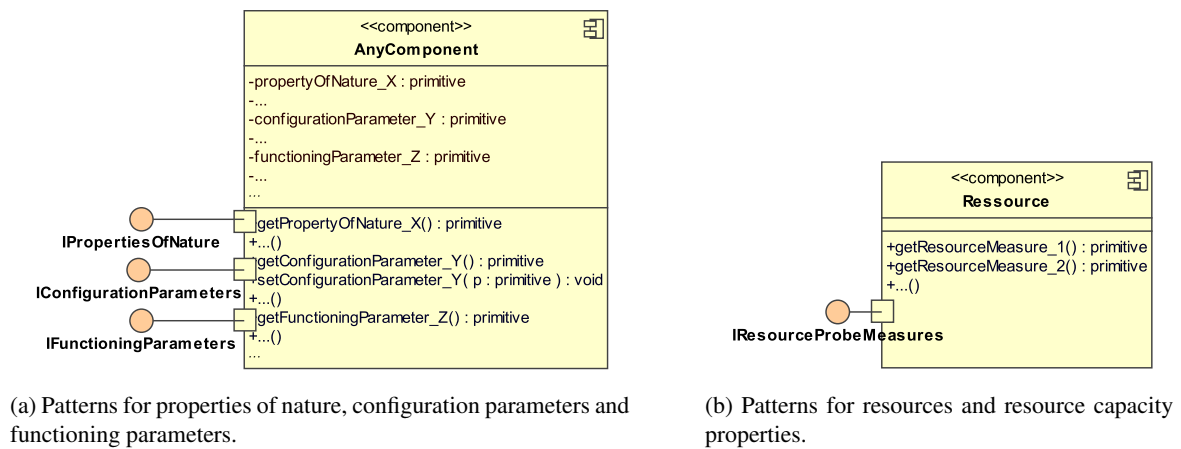 <<component>>
AnyComponent
-propertyOfNature_X : primitive
-...
-configurationParameter_Y : primitive
-...
-functioningParameter_Z : primitive
-...
...
getPropertyOfNature_X() : primitive
+...()
getConfigurationParameter_Y() : primitive
+setConfigurationParameter_Y( p : primitive ) : void
+...()
getFunctioningParameter_Z() : primitive
+...()
...
IPropertiesOfNature
IConfigurationParameters
IFunctioningParameters
(a) Patterns for properties of nature, configuration parameters and
functioning parameters.
<<component>>
Ressource
+getResourceMeasure_1() : primitive
+getResourceMeasure_2() : primitive
+...()
IResourceProbeMeasures
(b) Patterns for resources and resource capacity
properties.